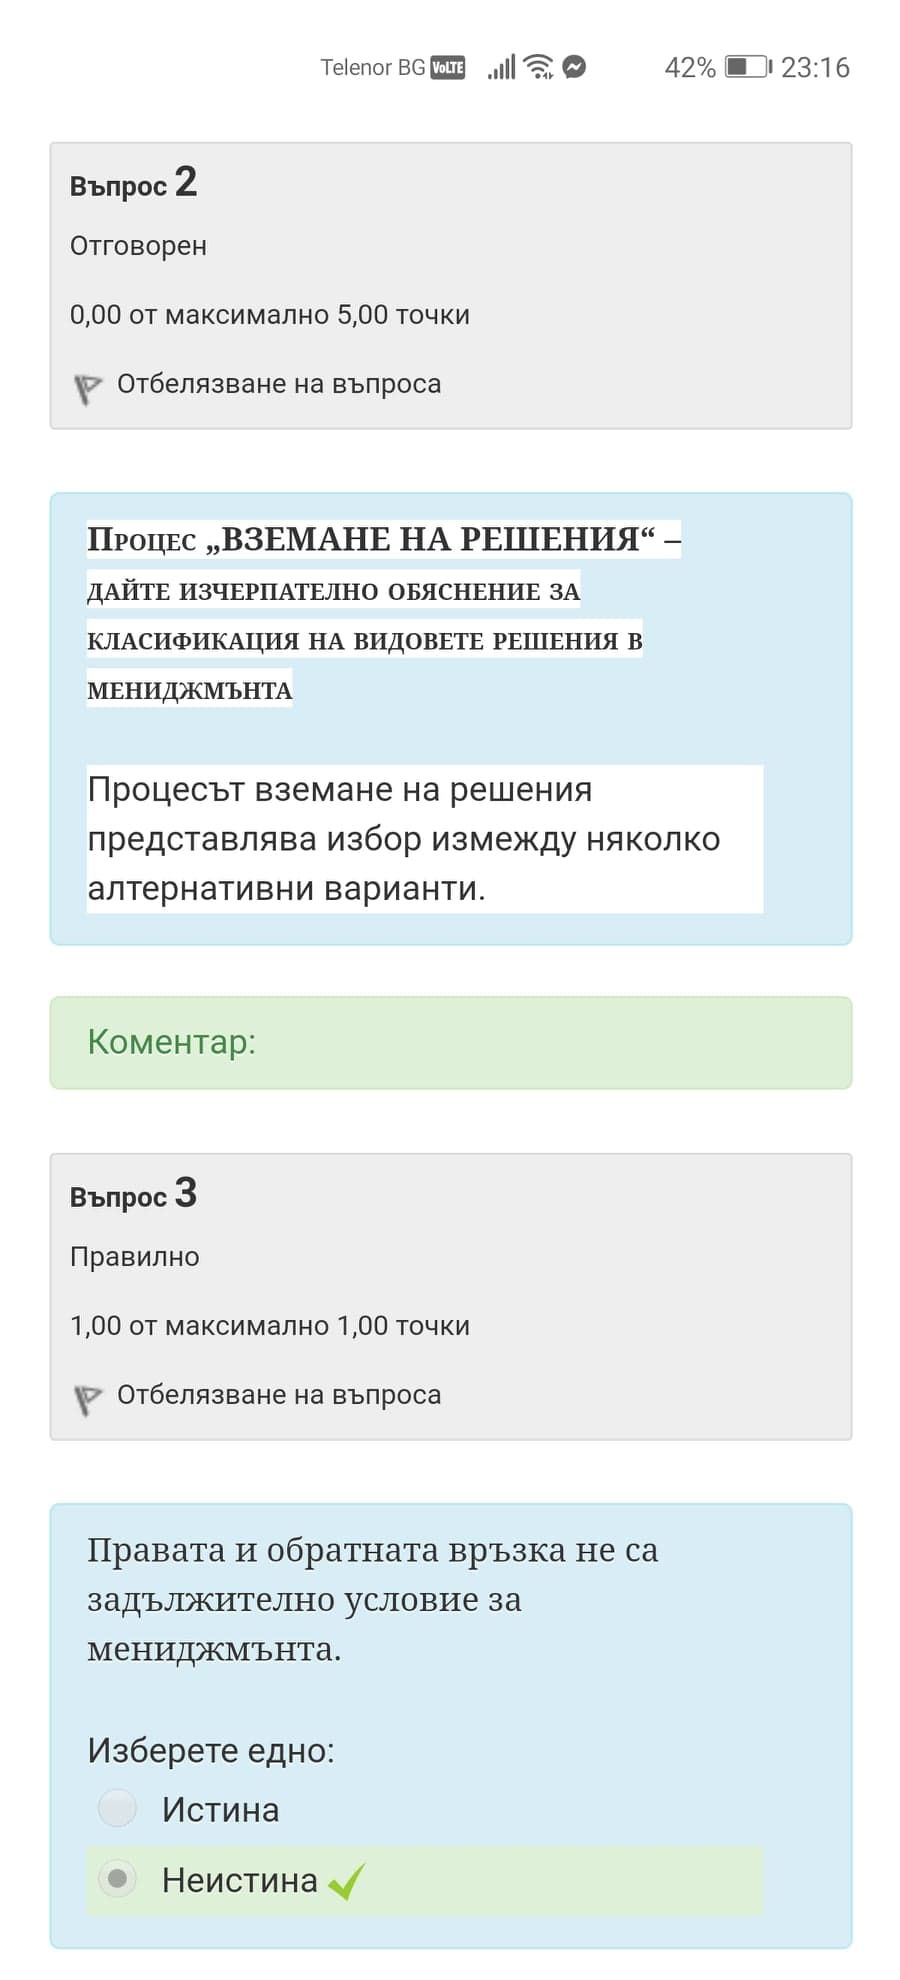 Telenor BG VoLTE 42% 23:16
Въпрос 2
Отговорен
0,00 от максимално 5,00 точки
Отбелязване на въпроса
Процес „ВЗЕМАНЕ НА РЕШЕНИЯ“ –
дайте изчерпателно обяснение за
класификация на видовете решения в
мениджмънта
Процесът вземане на решения
представлява избор измежду няколко
алтернативни варианти.
Коментар:
Въпрос 3
Правилно
1,00 от максимално 1,00 точки
Отбелязване на въпроса
Правата и обратната връзка не са
задължително условие за
мениджмънта.
Изберете едно:
Истина
Неистина